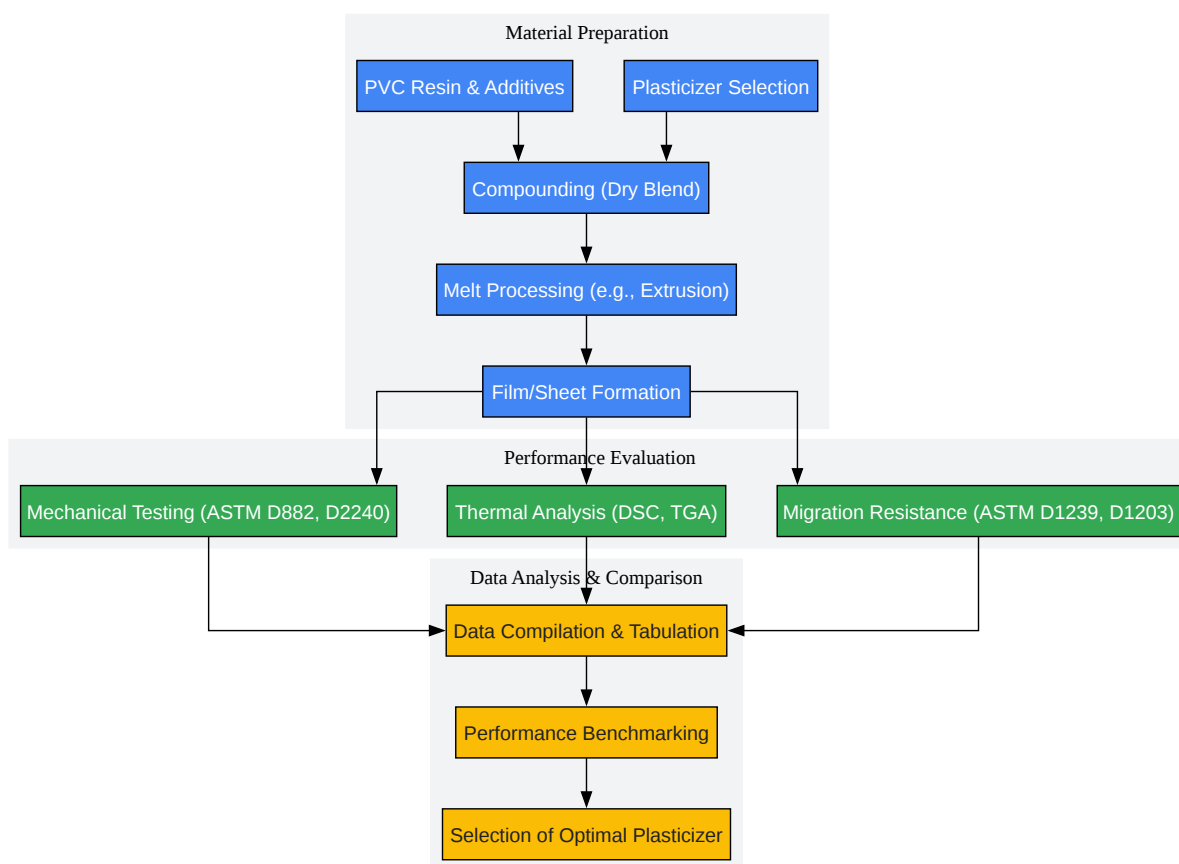 Material Preparation
PVC Resin & Additives
Plasticizer Selection
Compounding (Dry Blend)
Melt Processing (e.g., Extrusion)
Film/Sheet Formation
Performance Evaluation
Mechanical Testing (ASTM D882, D2240)
Thermal Analysis (DSC, TGA)
Migration Resistance (ASTM D1239, D1203)
Data Analysis & Comparison
Data Compilation & Tabulation
Performance Benchmarking
Selection of Optimal Plasticizer